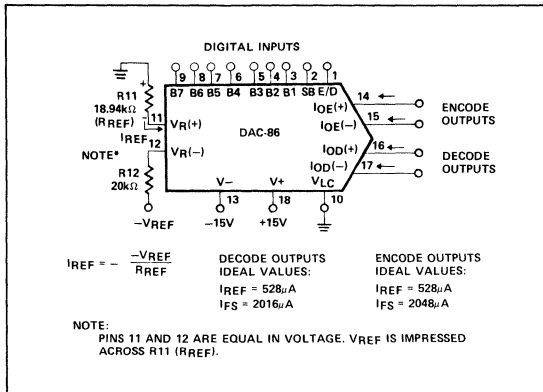 DIGITAL INPUTS
9 8 7 6 5 4 3 2 1
B7 B6 B5 B4 B3 B2 B1 SB E/D
+
R11
18.94kΩ
(RREF)
-
11
IREF
VR(+)
NOTE*
12
VR(-)
R12
20kΩ
-VREF
DAC-86
14
IOE(+)
15
IOE(-)
ENCODE
OUTPUTS
16
IOD(+)
IOD(-)
17
DECODE
OUTPUTS
V- V+ VLC
13 18 10
-15V +15V
IREF = - -VREF / RREF
DECODE OUTPUTS
IDEAL VALUES:
IREF = 528μA
IFS = 2016μA
ENCODE OUTPUTS
IDEAL VALUES:
IREF = 528μA
IFS = 2048μA
NOTE:
PINS 11 AND 12 ARE EQUAL IN VOLTAGE. VREF IS IMPRESSED
ACROSS R11 (RREF).